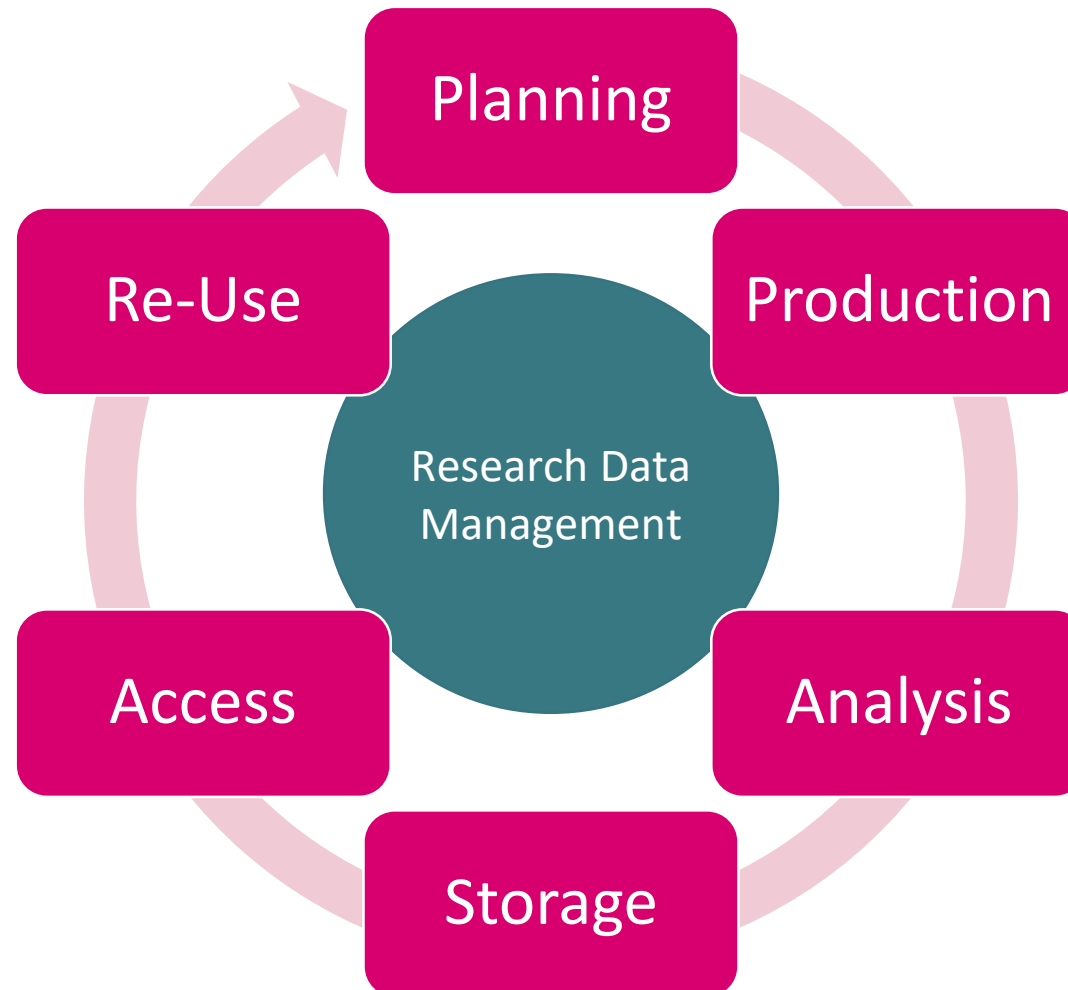 Planning
Production
Analysis
Storage
Access
Re-Use
Research Data
Management